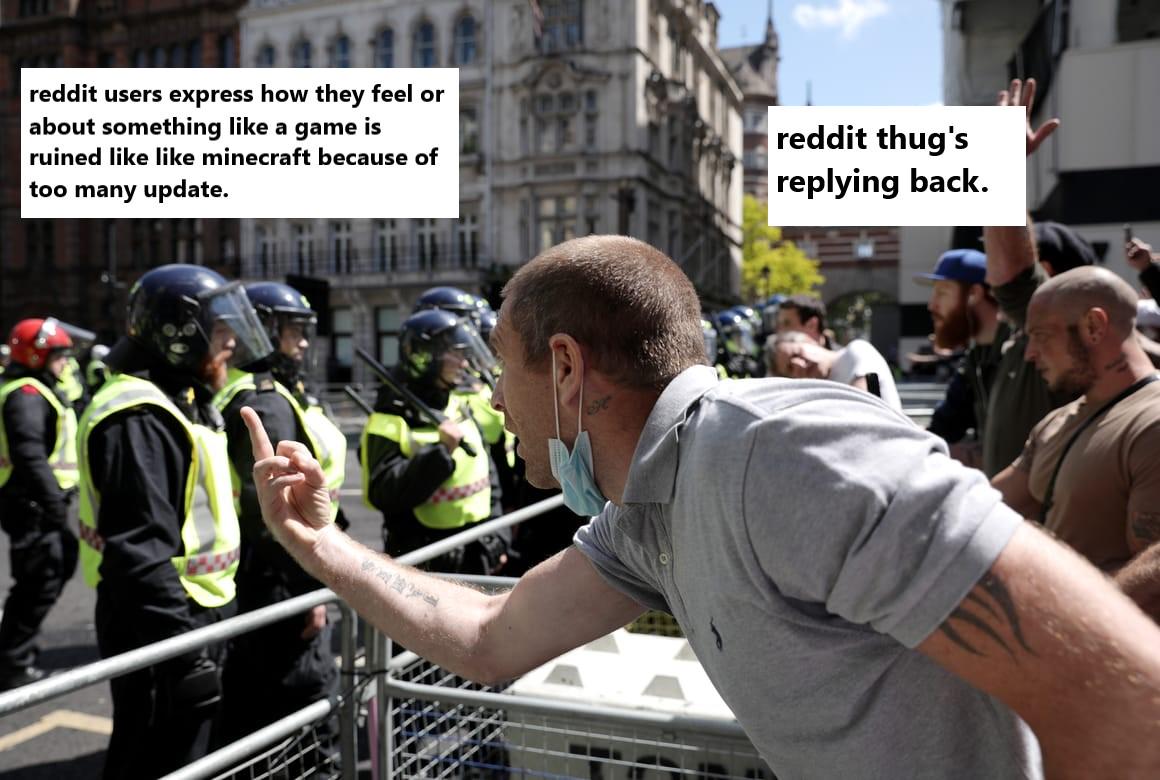 reddit users express how they feel or
about something like a game is
ruined like like minecraft because of
too many update.
reddit thug's
replying back.